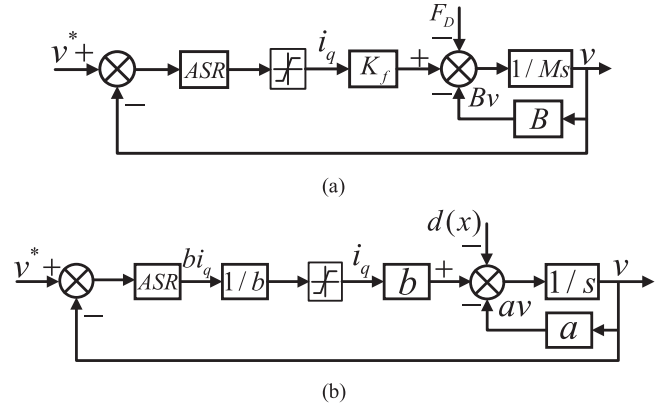 F_D
v* + − ASR i_q K_f + − 1/Ms v
− Bv B
(a)
d(x)
v* + − ASR bi_q 1/b i_q b + − 1/s v
− av a
(b)